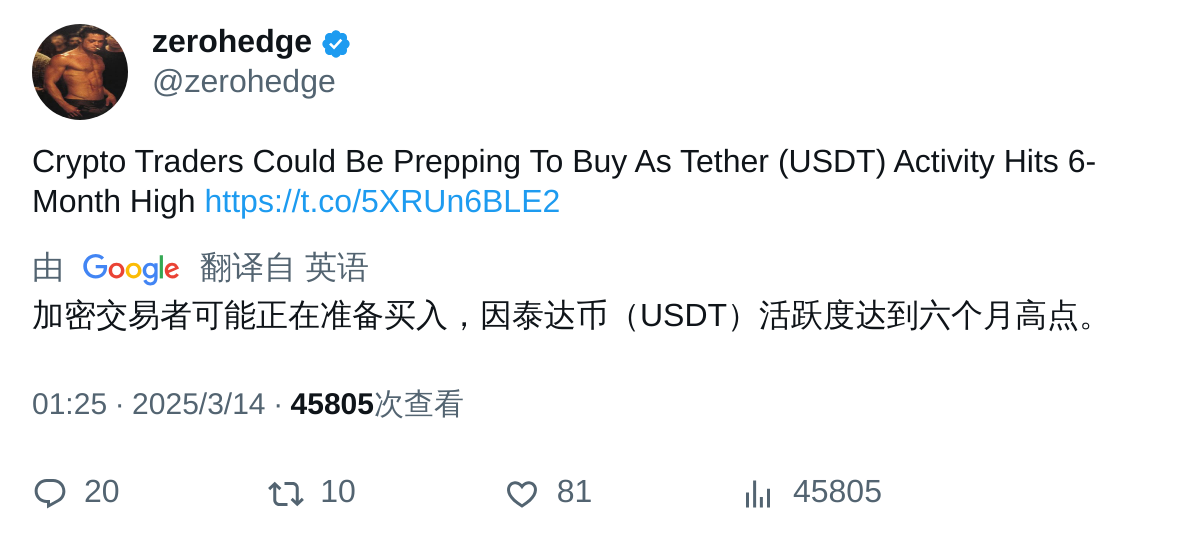 zerohedge
@zerohedge
Crypto Traders Could Be Prepping To Buy As Tether (USDT) Activity Hits 6-
Month High https://t.co/5XRUn6BLE2
由 Google 翻译自 英语
加密交易者可能正在准备买入，因泰达币（USDT）活跃度达到六个月高点。
01:25 · 2025/3/14 · 45805次查看
20 10 81 45805